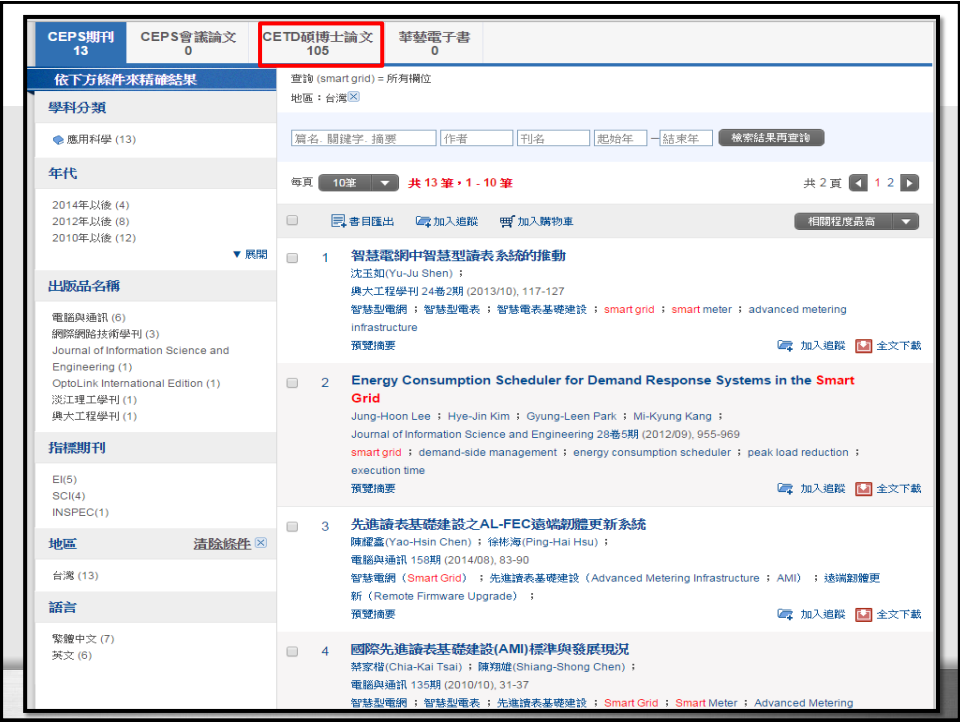 CEPS期刊
13
CEPS會議論文
0
CETD碩博士論文
105
華藝電子書
0
依下方條件來精確結果
學科分類
應用科學 (13)
年代
2014年以後 (4)
2012年以後 (8)
2010年以後 (12)
▼展開
出版品名稱
電腦與通訊 (6)
網際網路技術學刊 (3)
Journal of Information Science and
Engineering (1)
OptoLink International Edition (1)
淡江理工學刊 (1)
興大工程學刊 (1)
指標期刊
EI(5)
SCI(4)
INSPEC(1)
地區 清除條件
台灣 (13)
語言
繁體中文 (7)
英文 (6)
查詢 (smart grid) = 所有欄位
地區：台灣
篇名. 關鍵字. 摘要 作者 刊名 起始年 – 結束年 檢索結果再查詢
每頁 10筆 共 13 筆，1 - 10 筆 共 2 頁 1 2
書目匯出 加入追蹤 加入購物車 相關程度最高
1 智慧電網中智慧型讀表系統的推動
沈玉如(Yu-Ju Shen)；
興大工程學刊 24卷2期 (2013/10), 117-127
智慧型電網；智慧型電表；智慧電表基礎建設；smart grid；smart meter；advanced metering
infrastructure
預覽摘要 加入追蹤 全文下載
2 Energy Consumption Scheduler for Demand Response Systems in the Smart
Grid
Jung-Hoon Lee；Hye-Jin Kim；Gyung-Leen Park；Mi-Kyung Kang；
Journal of Information Science and Engineering 28卷5期 (2012/09), 955-969
smart grid；demand-side management；energy consumption scheduler；peak load reduction；
execution time
預覽摘要 加入追蹤 全文下載
3 先進讀表基礎建設之AL-FEC遠端韌體更新系統
陳耀鑫(Yao-Hsin Chen)；徐彬海(Ping-Hai Hsu)；
電腦與通訊 158期 (2014/08), 83-90
智慧電網（Smart Grid）；先進讀表基礎建設（Advanced Metering Infrastructure；AMI）；遠端韌體更
新（Remote Firmware Upgrade）；
預覽摘要 加入追蹤 全文下載
4 國際先進讀表基礎建設(AMI)標準與發展現況
蔡家楷(Chia-Kai Tsai)；陳翔雄(Shiang-Shong Chen)；
電腦與通訊 135期 (2010/10), 31-37
智慧型電網；智慧型電表；先進讀表基礎建設；Smart Grid；Smart Meter；Advanced Metering